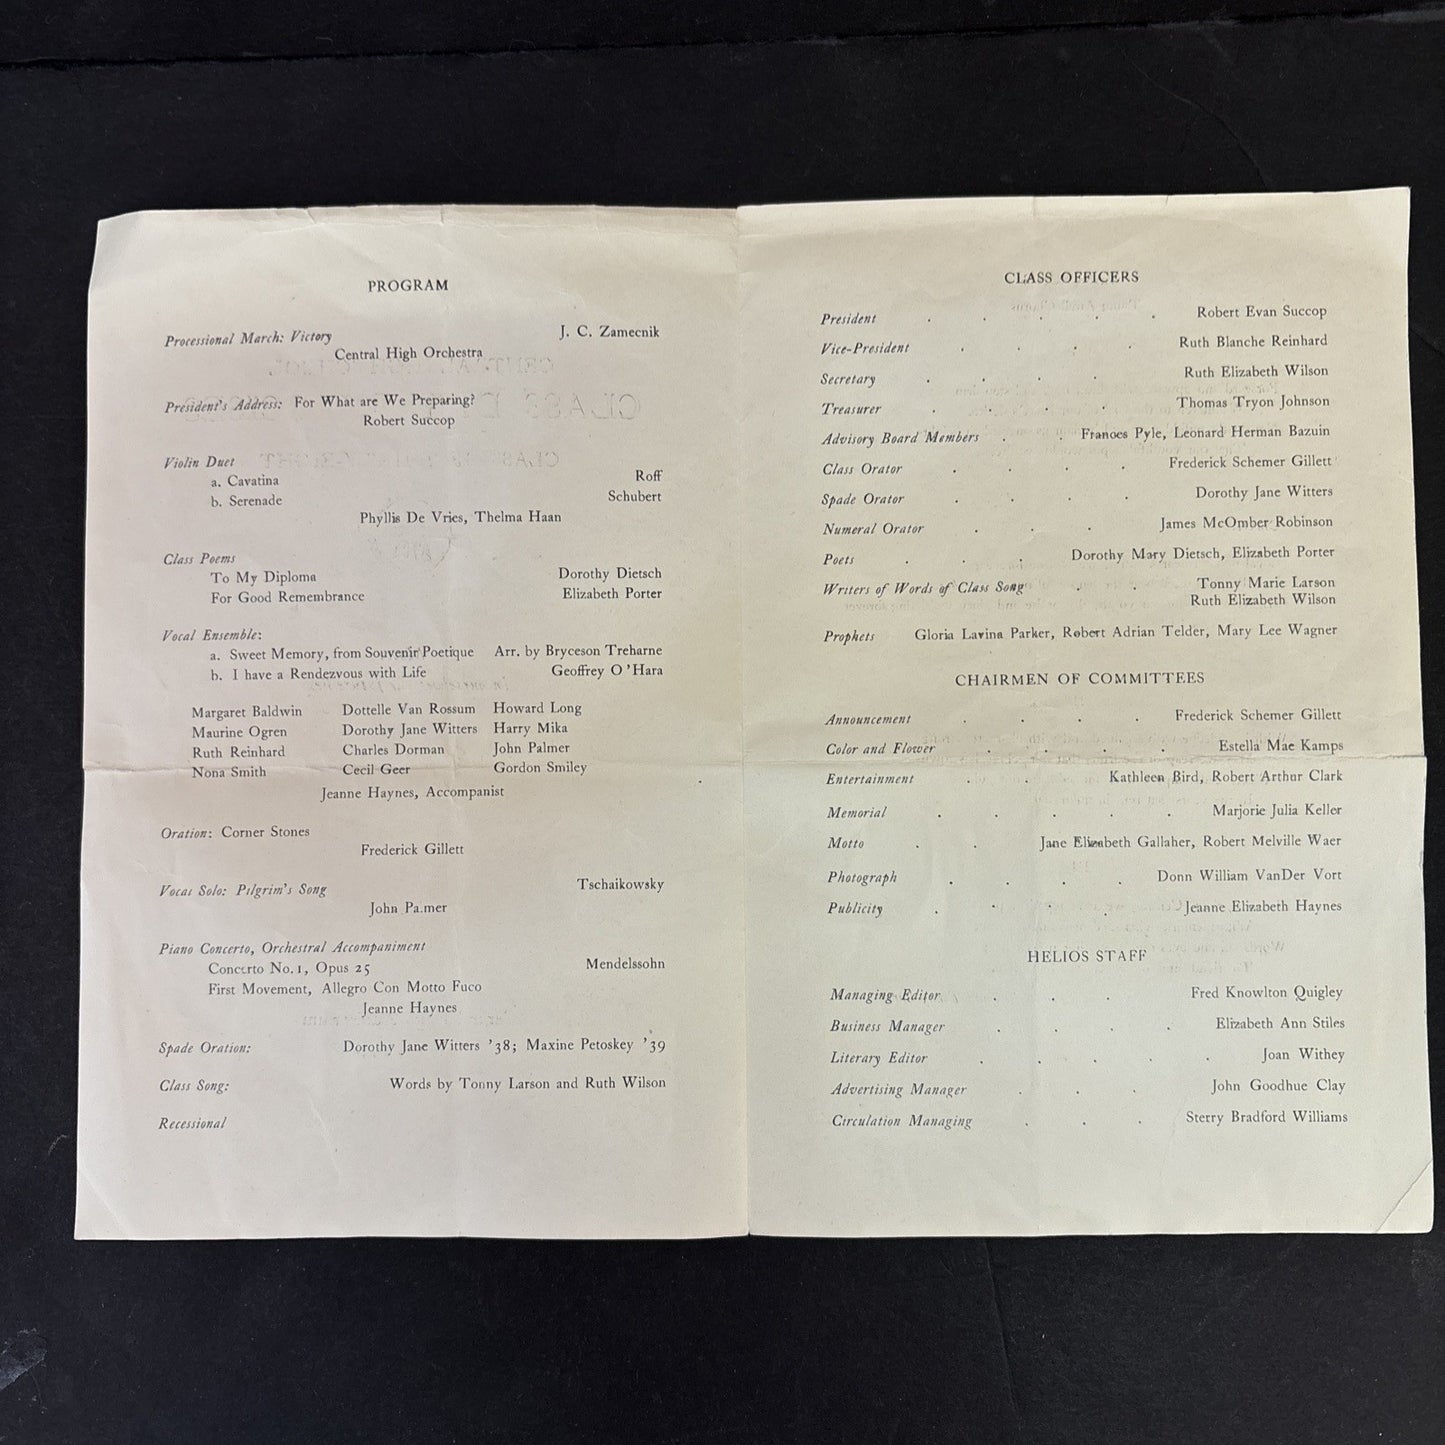 PROGRAM
Processional March: Victory J. C. Zamecnik
Central High Orchestra
President's Address: For What are We Preparing?
Robert Succop
Violin Duet
a. Cavatina Roff
b. Serenade Schubert
Phyllis De Vries, Thelma Haan
Class Poems
To My Diploma Dorothy Dietsch
For Good Remembrance Elizabeth Porter
Vocal Ensemble:
a. Sweet Memory, from Souvenir Poetique Arr. by Bryceson Treharne
b. I have a Rendezvous with Life Geoffrey O'Hara
Margaret Baldwin Dottelle Van Rossum Howard Long
Maurine Ogren Dorothy Jane Witters Harry Mika
Ruth Reinhard Charles Dorman John Palmer
Nona Smith Cecil Geer Gordon Smiley
Jeanne Haynes, Accompanist
Oration: Corner Stones
Frederick Gillett
Vocal Solo: Pilgrim's Song Tschaikowsky
John Palmer
Piano Concerto, Orchestral Accompaniment
Concerto No. 1, Opus 25 Mendelssohn
First Movement, Allegro Con Motto Fuco
Jeanne Haynes
Spade Oration: Dorothy Jane Witters '38; Maxine Petoskey '39
Class Song: Words by Tonny Larson and Ruth Wilson
Recessional
CLASS OFFICERS
President . . . . . Robert Evan Succop
Vice-President . . . . Ruth Blanche Reinhard
Secretary . . . . Ruth Elizabeth Wilson
Treasurer . . . . Thomas Tryon Johnson
Advisory Board Members . . Frances Pyle, Leonard Herman Bazuin
Class Orator . . . . Frederick Schemer Gillett
Spade Orator . . . . Dorothy Jane Witters
Numeral Orator . . . James McOmber Robinson
Poets . . . Dorothy Mary Dietsch, Elizabeth Porter
Writers of Words of Class Song . . Tonny Marie Larson
Ruth Elizabeth Wilson
Prophets Gloria Lavina Parker, Robert Adrian Telder, Mary Lee Wagner
CHAIRMEN OF COMMITTEES
Announcement . . . . Frederick Schemer Gillett
Color and Flower . . . . Estella Mae Kamps
Entertainment . . . Kathleen Bird, Robert Arthur Clark
Memorial . . . . . Marjorie Julia Keller
Motto . . Jane Elizabeth Gallaher, Robert Melville Waer
Photograph . . . . Donn William VanDer Vort
Publicity . . . . Jeanne Elizabeth Haynes
HELIOS STAFF
Managing Editor . . . Fred Knowlton Quigley
Business Manager . . . . Elizabeth Ann Stiles
Literary Editor . . . . . Joan Withey
Advertising Manager . . . John Goodhue Clay
Circulation Managing . . . Sterry Bradford Williams